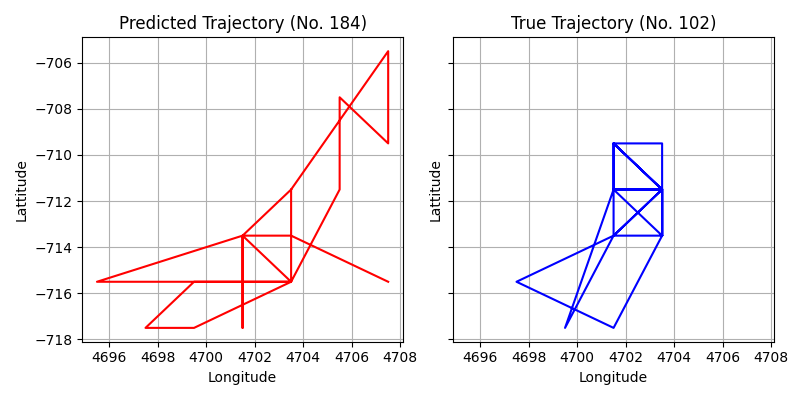 Predicted Trajectory (No. 184)
True Trajectory (No. 102)
Lattitude
−706
−708
−710
−712
−714
−716
−718
4696 4698 4700 4702 4704 4706 4708
Longitude
Lattitude
4696 4698 4700 4702 4704 4706 4708
Longitude